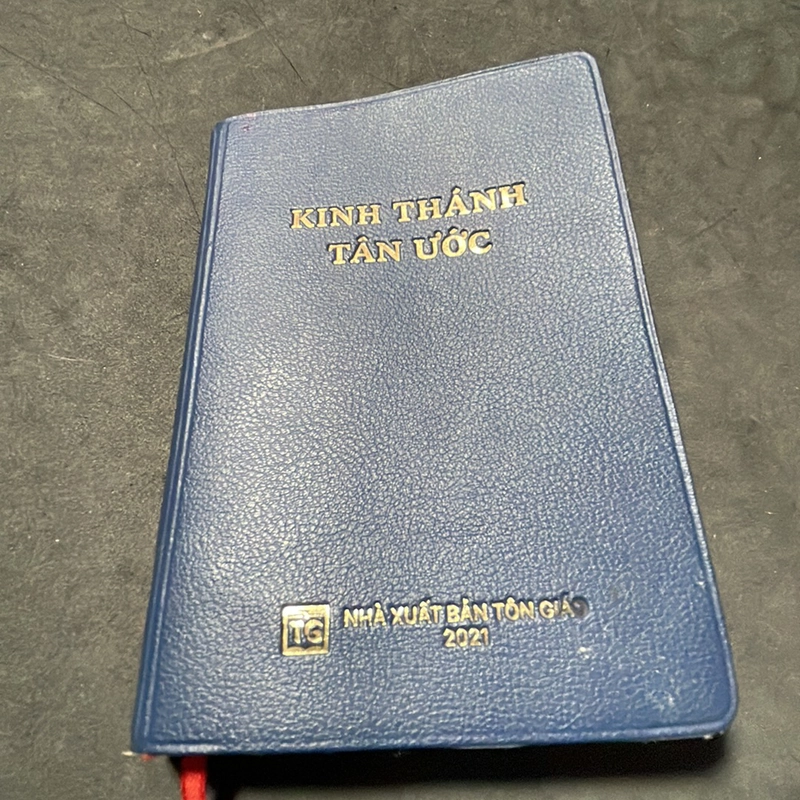 KINH THÁNH
TÂN ƯỚC
TG
NHÀ XUẤT BẢN TÔN GIÁO
2021